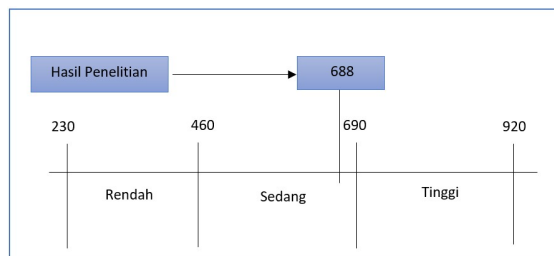 Hasil Penelitian
688
230
460
690
920
Rendah
Sedang
Tinggi